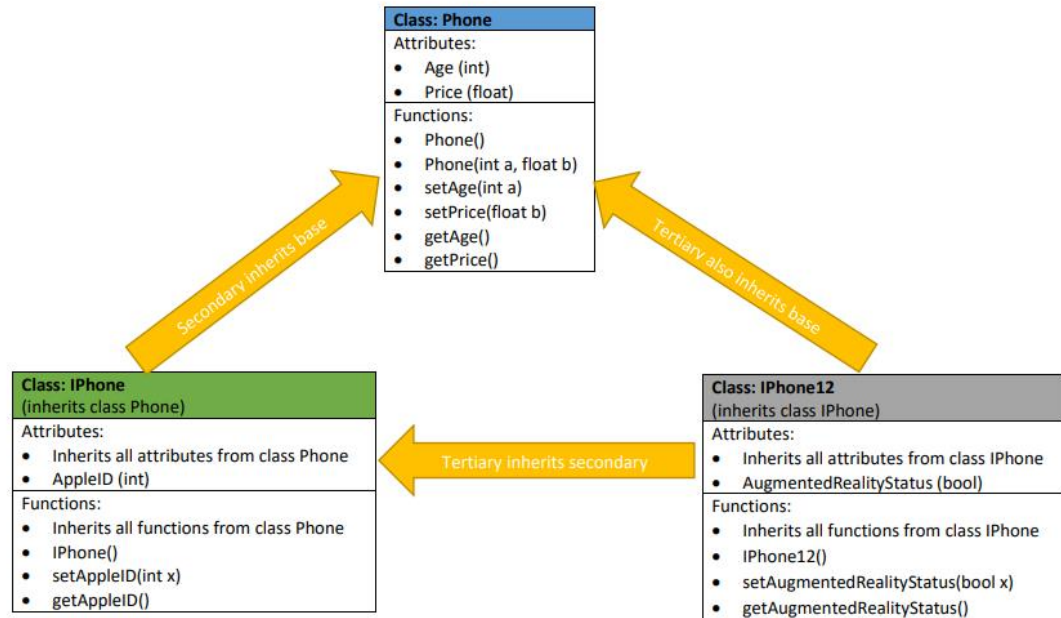 Class: Phone
Attributes:
• Age (int)
• Price (float)
Functions:
• Phone()
• Phone(int a, float b)
• setAge(int a)
• setPrice(float b)
• getAge()
• getPrice()
Secondary inherits base
Tertiary also inherits base
Class: IPhone
(inherits class Phone)
Attributes:
• Inherits all attributes from class Phone
• AppleID (int)
Functions:
• Inherits all functions from class Phone
• IPhone()
• setAppleID(int x)
• getAppleID()
Tertiary inherits secondary
Class: IPhone12
(inherits class IPhone)
Attributes:
• Inherits all attributes from class IPhone
• AugmentedRealityStatus (bool)
Functions:
• Inherits all functions from class IPhone
• IPhone12()
• setAugmentedRealityStatus(bool x)
• getAugmentedRealityStatus()